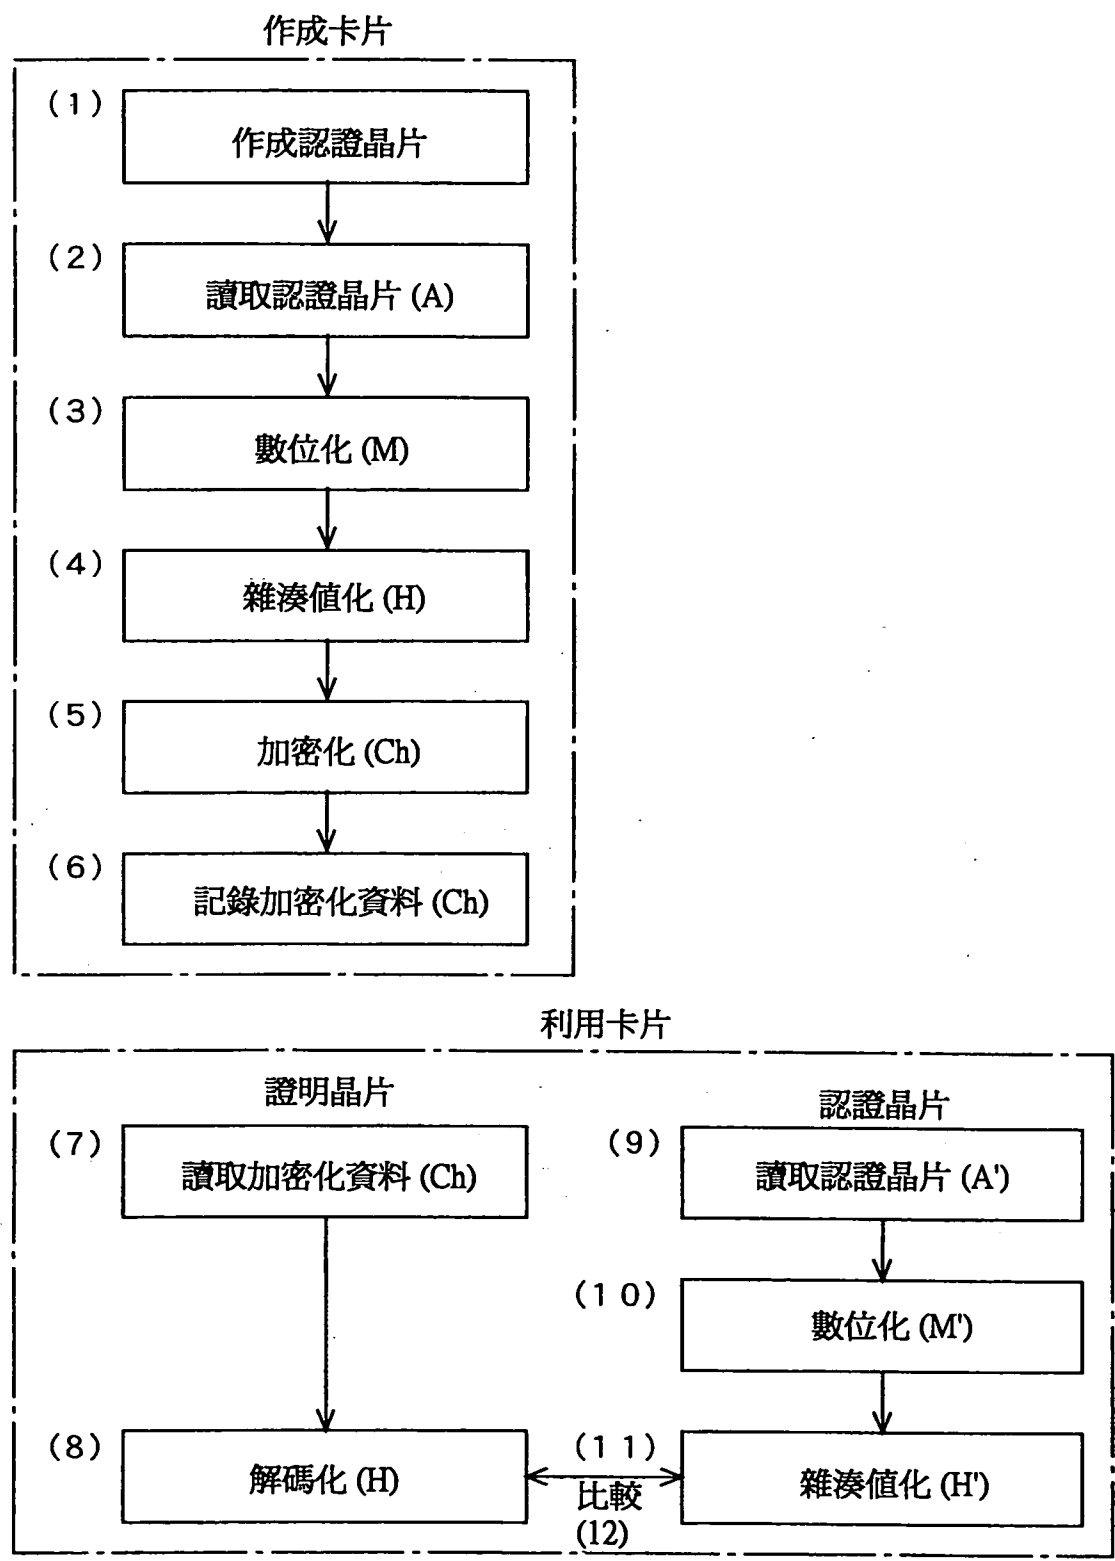 作成卡片
(1)
作成認證晶片
(2)
讀取認證晶片 (A)
(3)
數位化 (M)
(4)
雜湊値化 (H)
(5)
加密化 (Ch)
(6)
記錄加密化資料 (Ch)
利用卡片
證明晶片
(7)
讀取加密化資料 (Ch)
(8)
解碼化 (H)
認證晶片
(9)
讀取認證晶片 (A')
(10)
數位化 (M')
(11)
雜湊値化 (H')
比較
(12)